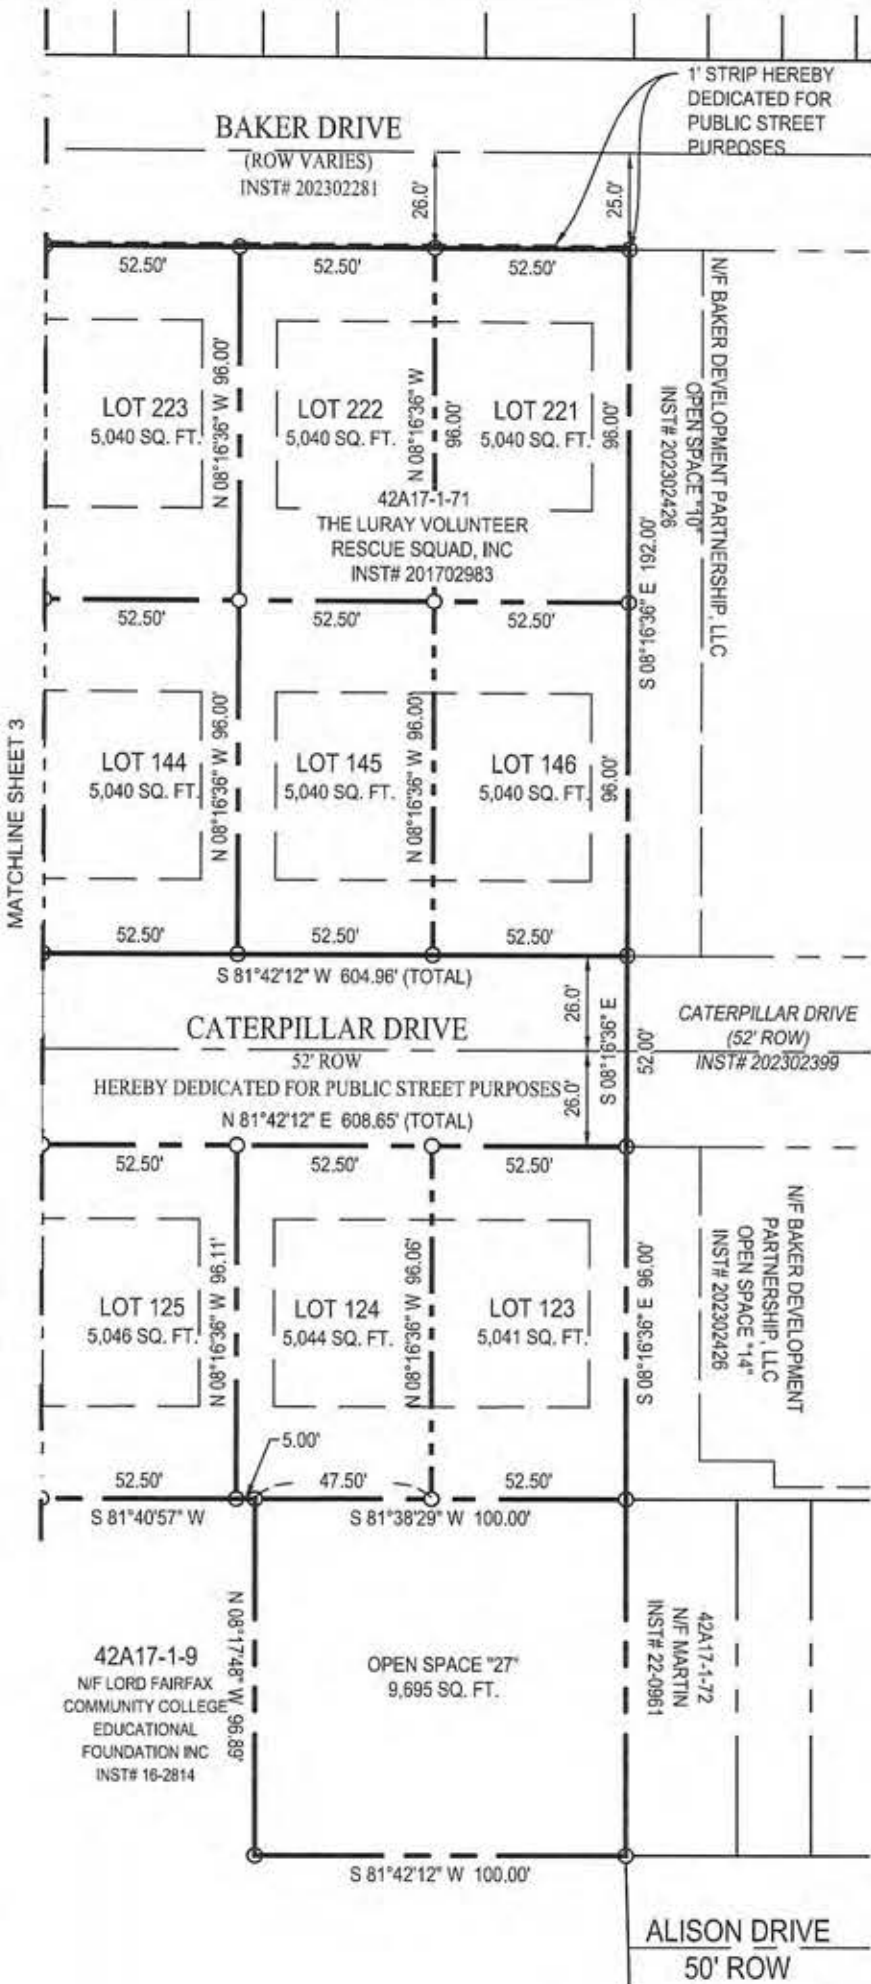 1' STRIP HEREBY
DEDICATED FOR
PUBLIC STREET
PURPOSES
BAKER DRIVE
(ROW VARIES)
INST# 202302281
26.0'
25.0'
52.50'
52.50'
52.50'
N/F BAKER DEVELOPMENT PARTNERSHIP, LLC
OPEN SPACE "10"
INST# 202302426
LOT 223
5,040 SQ. FT.
N 08°16'36" W 96.00'
LOT 222
5,040 SQ. FT.
N 08°16'36" W
96.00'
LOT 221
5,040 SQ. FT.
96.00'
42A17-1-71
THE LURAY VOLUNTEER
RESCUE SQUAD, INC
INST# 201702983
S 08°16'36" E 192.00'
52.50'
52.50'
52.50'
MATCHLINE SHEET 3
LOT 144
5,040 SQ. FT.
N 08°16'36" W 96.00'
LOT 145
5,040 SQ. FT.
N 08°16'36" W 96.00'
LOT 146
5,040 SQ. FT.
96.00'
52.50'
52.50'
52.50'
S 81°42'12" W 604.96' (TOTAL)
CATERPILLAR DRIVE
52' ROW
HEREBY DEDICATED FOR PUBLIC STREET PURPOSES
N 81°42'12" E 608.65' (TOTAL)
26.0'
26.0'
S 08°16'36" E
52.00'
CATERPILLAR DRIVE
(52' ROW)
INST# 202302399
52.50'
52.50'
52.50'
LOT 125
5,046 SQ. FT.
N 08°16'36" W 96.11'
LOT 124
5,044 SQ. FT.
N 08°16'36" W 96.06'
LOT 123
5,041 SQ. FT.
S 08°16'36" E 96.00'
N/F BAKER DEVELOPMENT
PARTNERSHIP, LLC
OPEN SPACE "14"
INST# 202302426
5.00'
52.50'
47.50'
52.50'
S 81°40'57" W
S 81°38'29" W 100.00'
42A17-1-9
N/F LORD FAIRFAX
COMMUNITY COLLEGE
EDUCATIONAL
FOUNDATION INC
INST# 16-2814
N 08°17'48" W 96.89'
OPEN SPACE "27"
9,695 SQ. FT.
42A17-1-72
N/F MARTIN
INST# 22-0961
S 81°42'12" W 100.00'
ALISON DRIVE
50' ROW